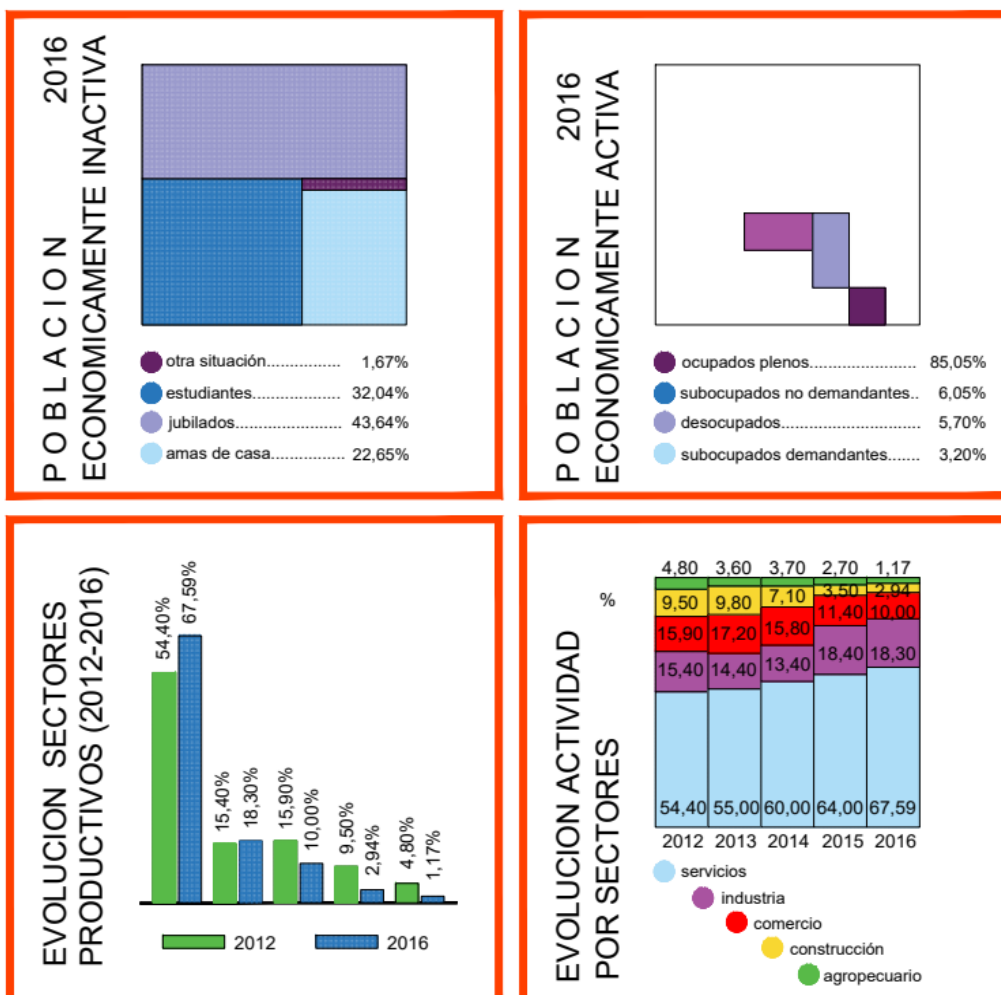 POBLACION 2016
ECONOMICAMENTE INACTIVA
otra situación................. 1,67%
estudiantes.................... 32,04%
jubilados........................ 43,64%
amas de casa................. 22,65%
POBLACION 2016
ECONOMICAMENTE ACTIVA
ocupados plenos................ 85,05%
subocupados no demandantes.. 6,05%
desocupados..................... 5,70%
subocupados demandantes....... 3,20%
EVOLUCION SECTORES
PRODUCTIVOS (2012-2016)
54,40% 67,59%
15,40% 18,30%
15,90% 10,00%
9,50% 2,94%
4,80% 1,17%
2012 2016
EVOLUCION ACTIVIDAD
POR SECTORES
%
4,80 3,60 3,70 2,70 1,17
9,50 9,80 7,10 3,50 2,94
15,90 17,20 15,80 11,40 10,00
15,40 14,40 13,40 18,40 18,30
54,40 55,00 60,00 64,00 67,59
2012 2013 2014 2015 2016
servicios
industria
comercio
construcción
agropecuario